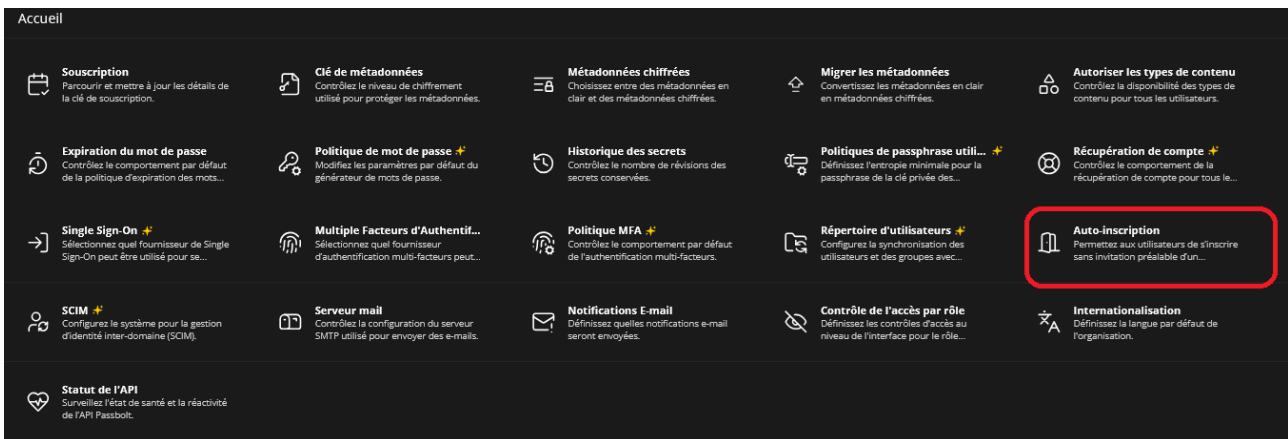 Accueil
Souscription
Parcourir et mettre à jour les détails de
la clé de souscription.
Clé de métadonnées
Contrôlez le niveau de chiffrement
utilisé pour protéger les métadonnées.
Métadonnées chiffrées
Choisissez entre des métadonnées en
clair et des métadonnées chiffrées.
Migrer les métadonnées
Convertissez les métadonnées en clair
en métadonnées chiffrées.
Autoriser les types de contenu
Contrôlez la disponibilité des types de
contenu pour tous les utilisateurs.
Expiration du mot de passe
Contrôlez le comportement par défaut
de la politique d'expiration des mots...
Politique de mot de passe
Modifiez les paramètres par défaut du
générateur de mots de passe.
Historique des secrets
Contrôlez le nombre de révisions des
secrets conservées.
Politiques de passphrase utili...
Définissez l'entropie minimale pour la
passphrase de la clé privée des...
Récupération de compte
Contrôlez le comportement de la
récupération de compte pour tous le...
Single Sign-On
Sélectionnez quel fournisseur de Single
Sign-On peut être utilisé pour se...
Multiple Facteurs d'Authentif...
Sélectionnez quel fournisseur
d'authentification multi-facteurs peut...
Politique MFA
Contrôlez le comportement par défaut
de l'authentification multi-facteurs.
Répertoire d'utilisateurs
Configurez la synchronisation des
utilisateurs et des groupes avec...
Auto-inscription
Permettez aux utilisateurs de s'inscrire
sans invitation préalable d'un...
SCIM
Configurez le système pour la gestion
d'identité inter-domaine (SCIM).
Serveur mail
Contrôlez la configuration du serveur
SMTP utilisé pour envoyer des e-mails.
Notifications E-mail
Définissez quelles notifications e-mail
seront envoyées.
Contrôle de l'accès par rôle
Définissez les contrôles d'accès au
niveau de l'interface pour le rôle...
Internationalisation
Définissez la langue par défaut de
l'organisation.
Statut de l'API
Surveillez l'état de santé et la réactivité
de l'API Passbolt.